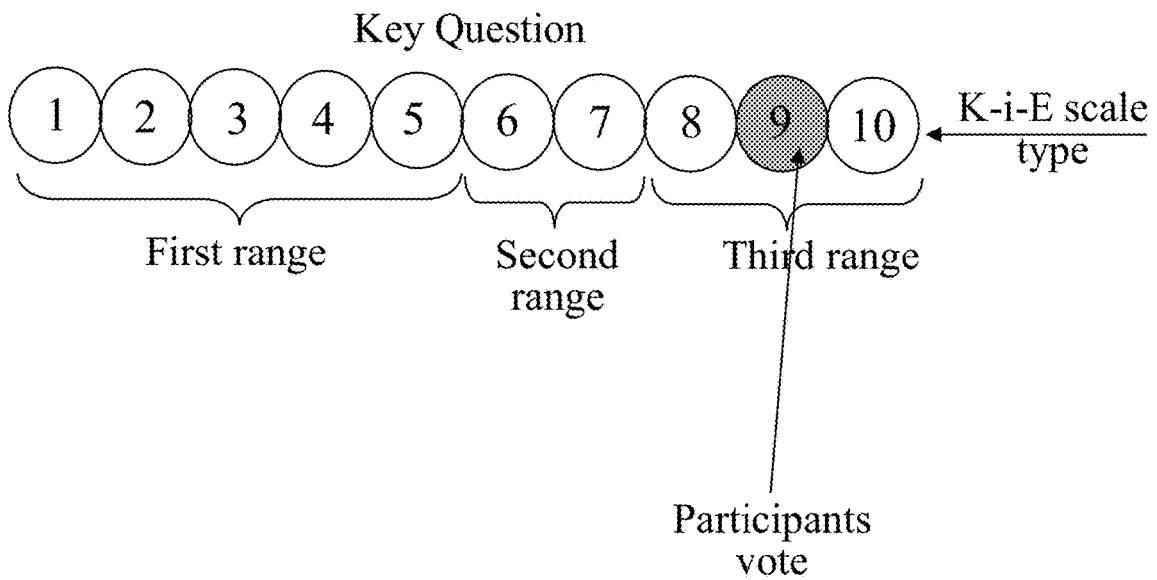 Key Question
1 2 3 4 5 6 7 8 9 10
K-i-E scale
type
First range
Second
range
Third range
Participants
vote